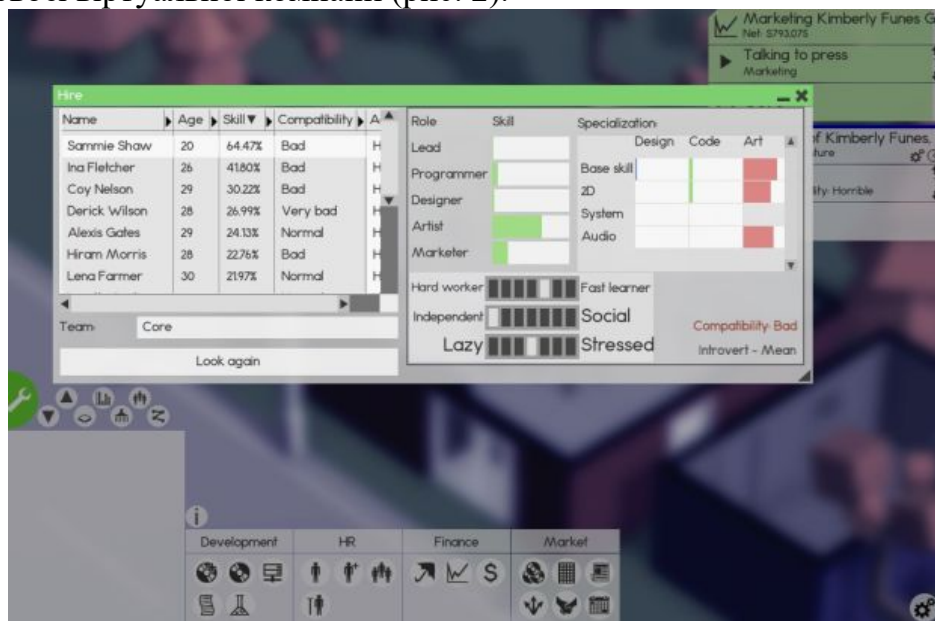 (рис. 2).
Marketing Kimberly Funes G
Net: $793,075
Talking to press
Marketing
Hire
Name Age Skill▼ Compatibility A
Sammie Shaw 20 64.47% Bad H
Ina Fletcher 26 41.80% Bad H
Coy Nelson 29 30.22% Bad H
Derick Wilson 28 26.99% Very bad H
Alexis Gates 29 24.13% Normal H
Hiram Morris 28 22.76% Bad H
Lena Farmer 30 21.97% Normal H
Team: Core
Look again
Role Skill
Lead
Programmer
Designer
Artist
Marketer
Specialization:
Design Code Art
Base skill
2D
System
Audio
Hard worker Fast learner
Independent Social
Lazy Stressed
Compatibility: Bad
Introvert - Mean
of Kimberly Funes,
ture
ity: Horrible
Development HR Finance Market